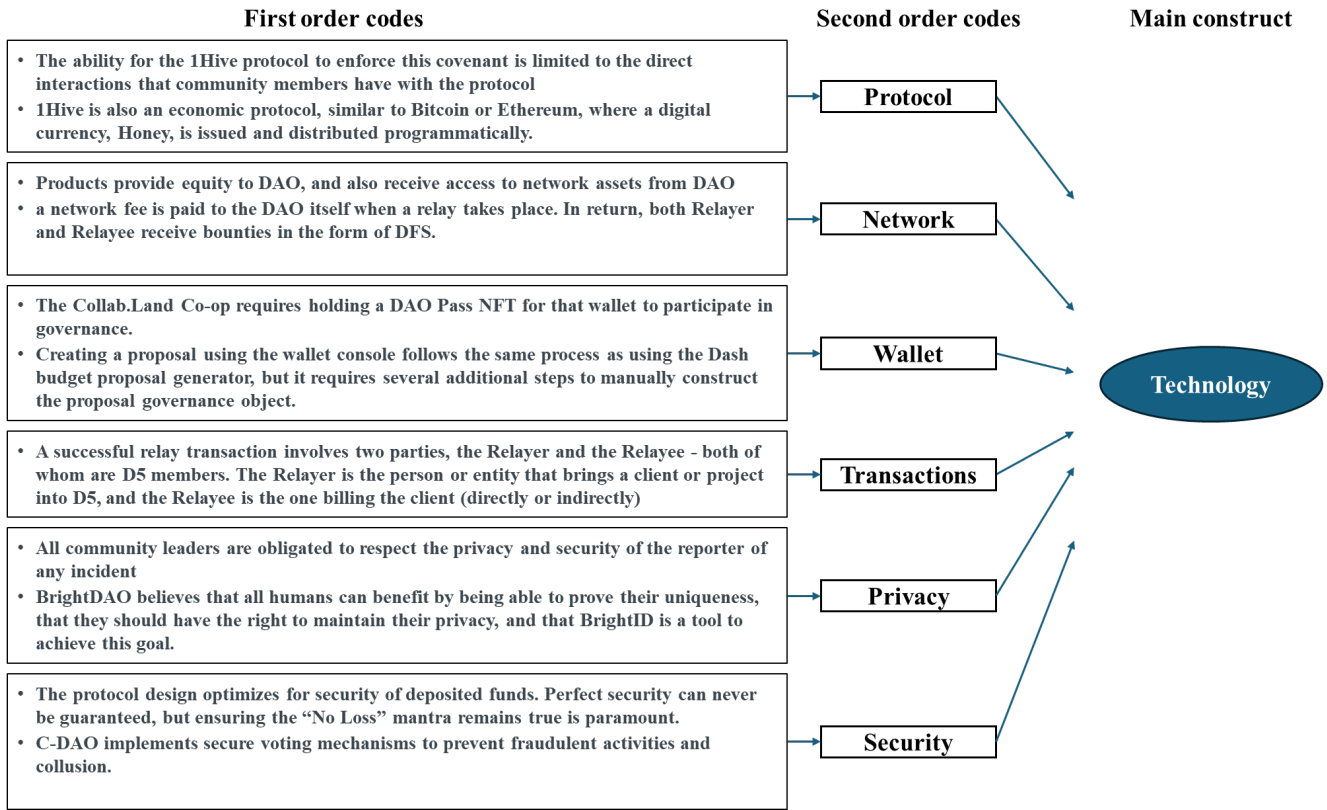 First order codes
Second order codes
Main construct
• The ability for the 1Hive protocol to enforce this covenant is limited to the direct
interactions that community members have with the protocol
• 1Hive is also an economic protocol, similar to Bitcoin or Ethereum, where a digital
currency, Honey, is issued and distributed programmatically.
Protocol
• Products provide equity to DAO, and also receive access to network assets from DAO
• a network fee is paid to the DAO itself when a relay takes place. In return, both Relayer
and Relayee receive bounties in the form of DFS.
Network
• The Collab.Land Co-op requires holding a DAO Pass NFT for that wallet to participate in
governance.
• Creating a proposal using the wallet console follows the same process as using the Dash
budget proposal generator, but it requires several additional steps to manually construct
the proposal governance object.
Wallet
Technology
• A successful relay transaction involves two parties, the Relayer and the Relayee - both of
whom are D5 members. The Relayer is the person or entity that brings a client or project
into D5, and the Relayee is the one billing the client (directly or indirectly)
Transactions
• All community leaders are obligated to respect the privacy and security of the reporter of
any incident
• BrightDAO believes that all humans can benefit by being able to prove their uniqueness,
that they should have the right to maintain their privacy, and that BrightID is a tool to
achieve this goal.
Privacy
• The protocol design optimizes for security of deposited funds. Perfect security can never
be guaranteed, but ensuring the “No Loss” mantra remains true is paramount.
• C-DAO implements secure voting mechanisms to prevent fraudulent activities and
collusion.
Security